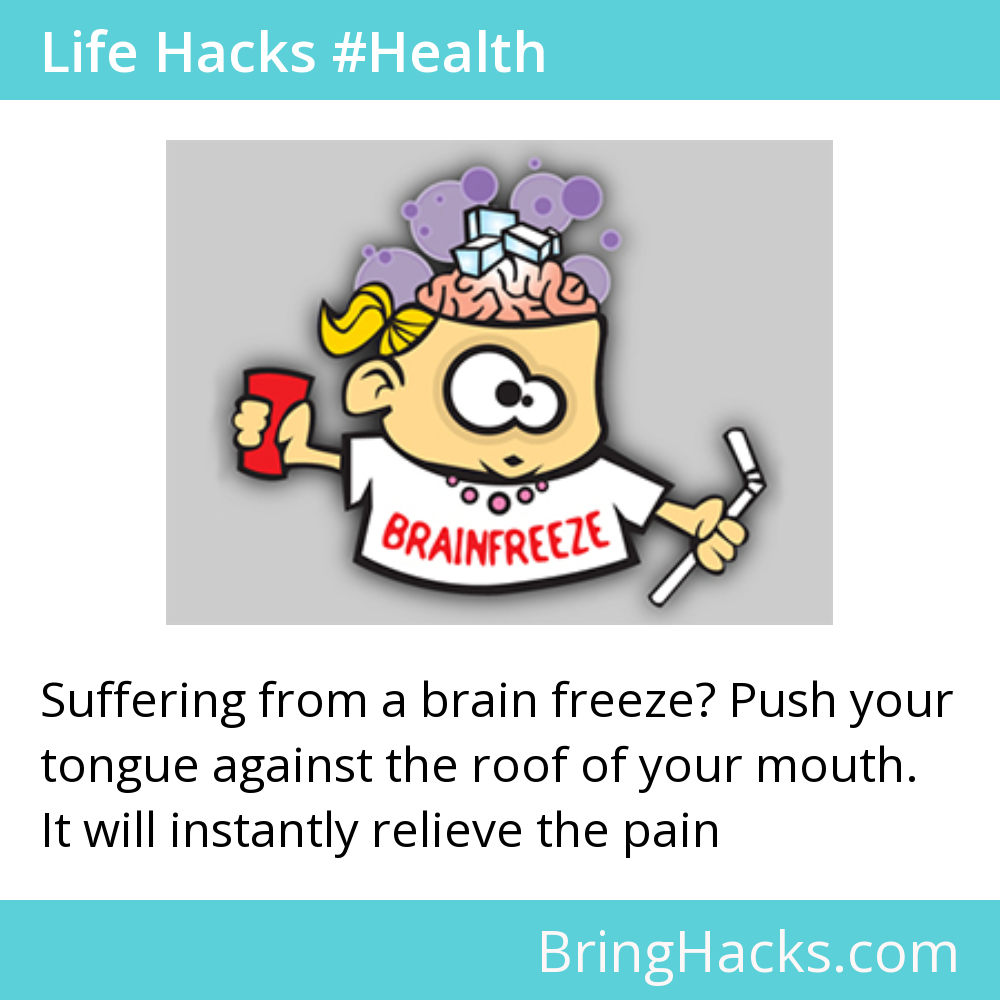 Life Hacks #Health
BRAINFREEZE
Suffering from a brain freeze? Push your
tongue against the roof of your mouth.
It will instantly relieve the pain
BringHacks.com